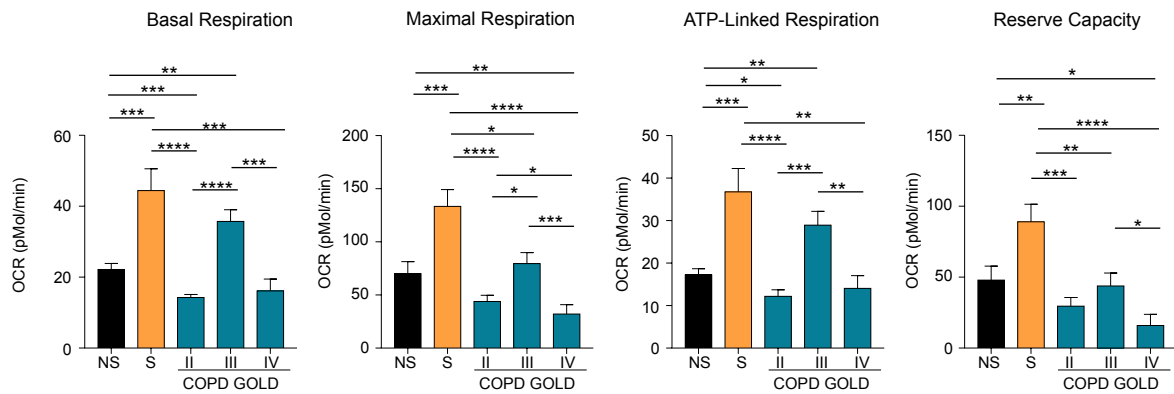 Basal Respiration
Maximal Respiration
ATP-Linked Respiration
Reserve Capacity
**
***
***
***
****
***
****
OCR (pMol/min)
60
40
20
0
NS S II III IV
COPD GOLD
**
***
****
*
****
*
*
***
OCR (pMol/min)
200
150
100
50
0
NS S II III IV
COPD GOLD
**
*
***
**
****
***
**
OCR (pMol/min)
50
40
30
20
10
0
NS S II III IV
COPD GOLD
*
**
****
**
***
*
OCR (pMol/min)
150
100
50
0
NS S II III IV
COPD GOLD